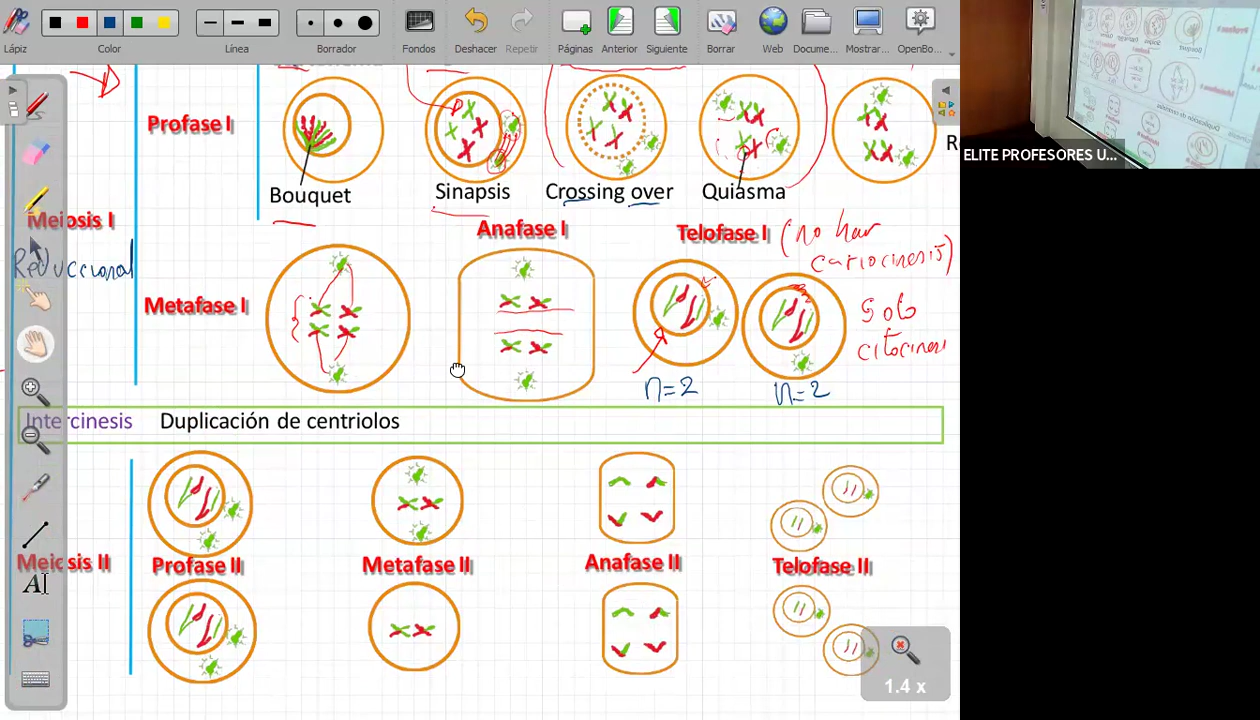 Lápiz
Color
Línea
Borrador
Fondos
Deshacer
Repetir
Páginas
Anterior
Siguiente
Borrar
Web
Docume...
Mostrar...
OpenBo...
Profase I
Bouquet
Sinapsis
Crossing over
Quiasma
R
ELITE PROFESORES U...
Meiosis I
Reduccional
Anafase I
Telofase I
(no hay
cariocinesis)
Metafase I
Solo
citocinesis
n=2
n=2
Intercinesis
Duplicación de centriolos
Meiosis II
Profase II
Metafase II
Anafase II
Telofase II
A
1.4 x